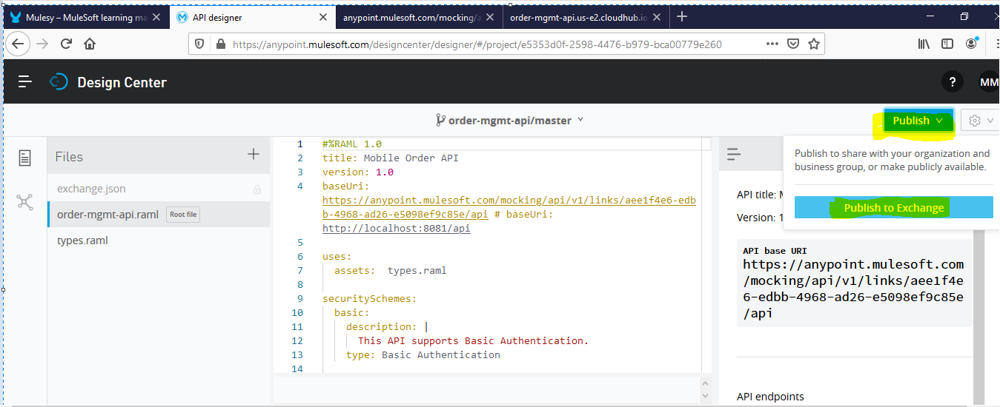 Mulesy – MuleSoft learning ma
API designer
anypoint.mulesoft.com/mocking/a
order-mgmt-api.us-e2.cloudhub.io
https://anypoint.mulesoft.com/designcenter/designer/#/project/e5353d0f-2598-4476-b979-bca00779e260
Design Center
?
MM
order-mgmt-api/master
Publish
Files
exchange.json
order-mgmt-api.raml
Root file
types.raml
1 #%RAML 1.0
2 title: Mobile Order API
3 version: 1.0
4 baseUri:
https://anypoint.mulesoft.com/mocking/api/v1/links/aee1f4e6-edb
b-4968-ad26-e5098ef9c85e/api # baseUri:
http://localhost:8081/api
5
6 uses:
7 assets: types.raml
8
9 securitySchemes:
10 basic:
11 description: |
12 This API supports Basic Authentication.
13 type: Basic Authentication
14
Publish to share with your organization and
business group, or make publicly available.
Publish to Exchange
API title: M
Version: 1
API base URI
https://anypoint.mulesoft.com
/mocking/api/v1/links/aee1f4e
6-edbb-4968-ad26-e5098ef9c85e
/api
API endpoints